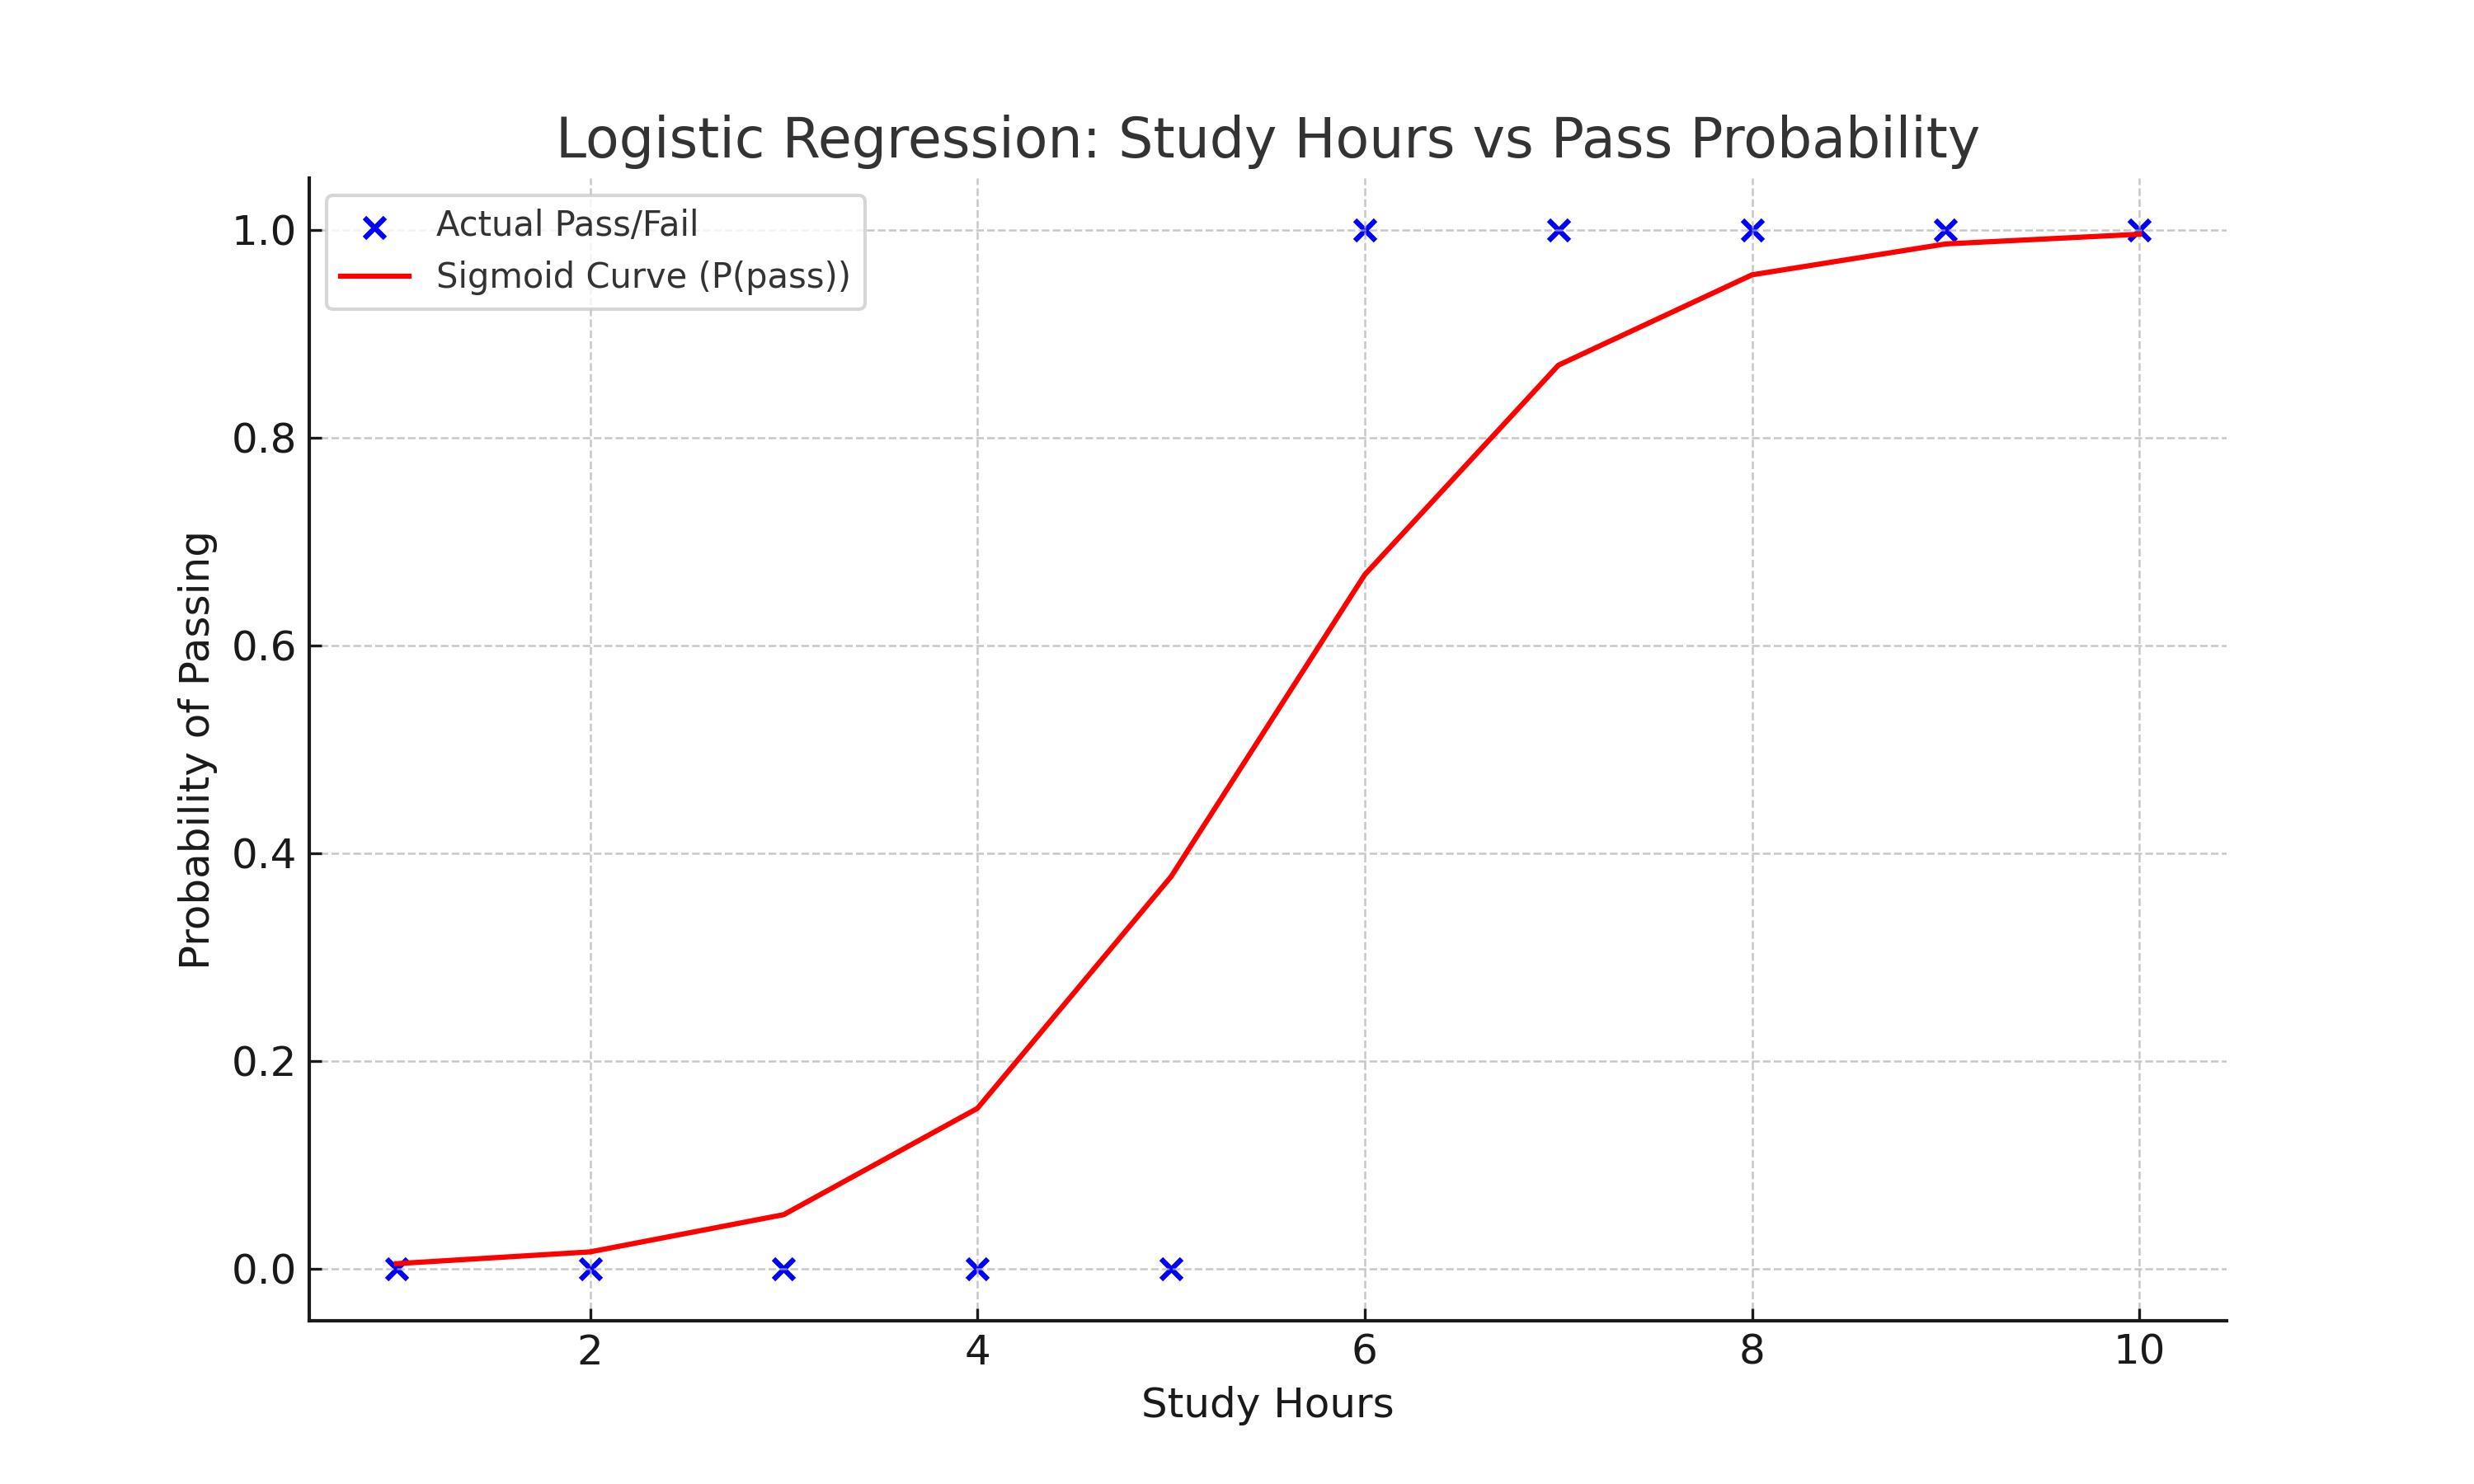 Logistic Regression: Study Hours vs Pass Probability
Actual Pass/Fail
Sigmoid Curve (P(pass))
1.0
0.8
0.6
0.4
0.2
0.0
Probability of Passing
2 4 6 8 10
Study Hours